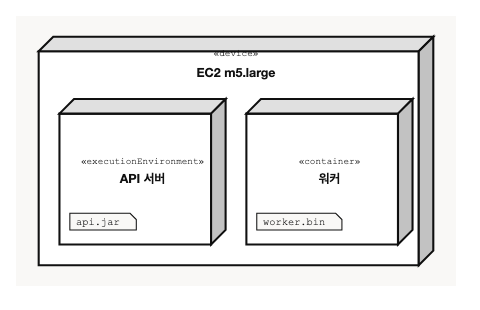 «device»
EC2 m5.large
«executionEnvironment»
API 서버
api.jar
«container»
워커
worker.bin